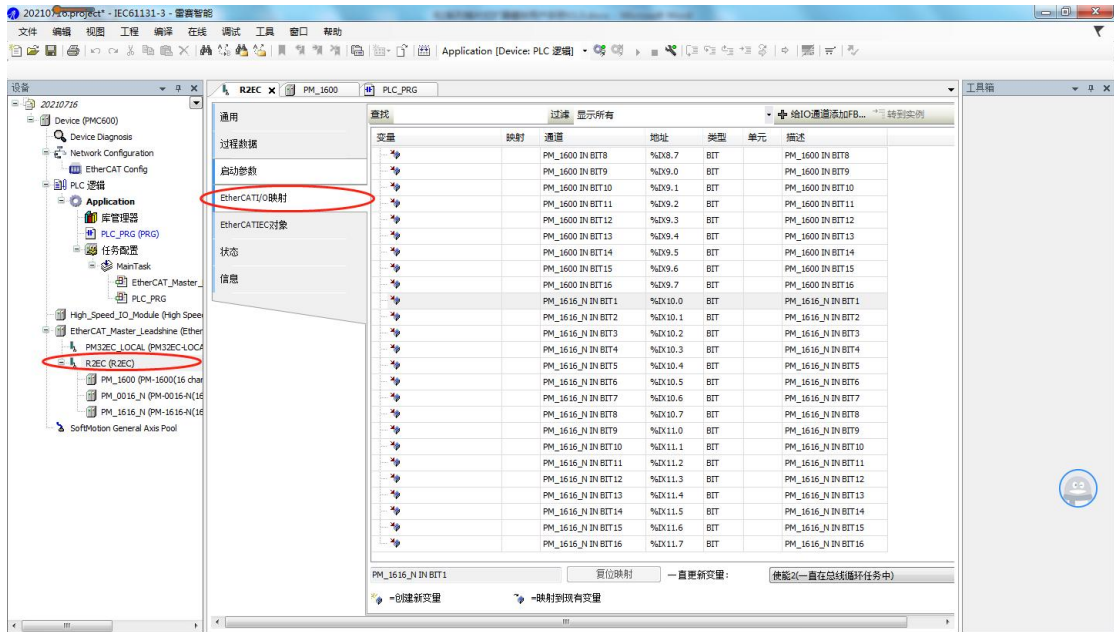 20210716.project* - IEC61131-3 - 雷赛智能
文件 编辑 视图 工程 编译 在线 调试 工具 窗口 帮助
Application [Device: PLC 逻辑]
设备
20210716
Device (PMC600)
Device Diagnosis
Network Configuration
EtherCAT Config
PLC 逻辑
Application
库管理器
PLC_PRG (PRG)
任务配置
MainTask
EtherCAT_Master_
PLC_PRG
High_Speed_IO_Module (High Spee
EtherCAT_Master_Leadshine (Ether
PM32EC_LOCAL (PM32EC-LOCA
R2EC (R2EC)
PM_1600 (PM-1600(16 char
PM_0016_N (PM-0016-N(16
PM_1616_N (PM-1616-N(16
SoftMotion General Axis Pool
R2EC PM_1600 PLC_PRG
通用
过程数据
启动参数
EtherCATI/O映射
EtherCATIEC对象
状态
信息
查找 过滤 显示所有 给IO通道添加FB... 转到实例
变量 映射 通道 地址 类型 单元 描述
PM_1600 IN BIT8 %IX8.7 BIT PM_1600 IN BIT8
PM_1600 IN BIT9 %IX9.0 BIT PM_1600 IN BIT9
PM_1600 IN BIT10 %IX9.1 BIT PM_1600 IN BIT10
PM_1600 IN BIT11 %IX9.2 BIT PM_1600 IN BIT11
PM_1600 IN BIT12 %IX9.3 BIT PM_1600 IN BIT12
PM_1600 IN BIT13 %IX9.4 BIT PM_1600 IN BIT13
PM_1600 IN BIT14 %IX9.5 BIT PM_1600 IN BIT14
PM_1600 IN BIT15 %IX9.6 BIT PM_1600 IN BIT15
PM_1600 IN BIT16 %IX9.7 BIT PM_1600 IN BIT16
PM_1616_N IN BIT1 %IX10.0 BIT PM_1616_N IN BIT1
PM_1616_N IN BIT2 %IX10.1 BIT PM_1616_N IN BIT2
PM_1616_N IN BIT3 %IX10.2 BIT PM_1616_N IN BIT3
PM_1616_N IN BIT4 %IX10.3 BIT PM_1616_N IN BIT4
PM_1616_N IN BIT5 %IX10.4 BIT PM_1616_N IN BIT5
PM_1616_N IN BIT6 %IX10.5 BIT PM_1616_N IN BIT6
PM_1616_N IN BIT7 %IX10.6 BIT PM_1616_N IN BIT7
PM_1616_N IN BIT8 %IX10.7 BIT PM_1616_N IN BIT8
PM_1616_N IN BIT9 %IX11.0 BIT PM_1616_N IN BIT9
PM_1616_N IN BIT10 %IX11.1 BIT PM_1616_N IN BIT10
PM_1616_N IN BIT11 %IX11.2 BIT PM_1616_N IN BIT11
PM_1616_N IN BIT12 %IX11.3 BIT PM_1616_N IN BIT12
PM_1616_N IN BIT13 %IX11.4 BIT PM_1616_N IN BIT13
PM_1616_N IN BIT14 %IX11.5 BIT PM_1616_N IN BIT14
PM_1616_N IN BIT15 %IX11.6 BIT PM_1616_N IN BIT15
PM_1616_N IN BIT16 %IX11.7 BIT PM_1616_N IN BIT16
PM_1616_N IN BIT1 复位映射 一直更新变量: 使能2(一直在总线循环任务中)
=创建新变量 =映射到现有变量
工具箱